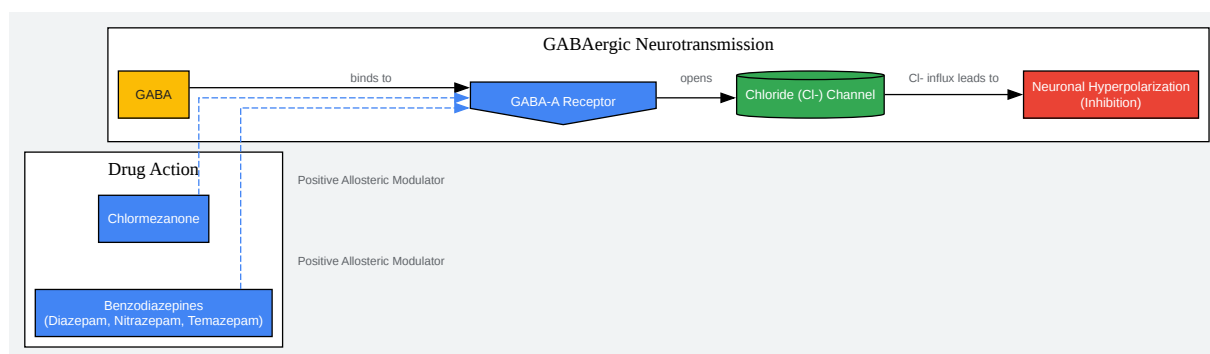 GABAergic Neurotransmission
GABA
binds to
GABA-A Receptor
opens
Chloride (Cl-) Channel
Cl- influx leads to
Neuronal Hyperpolarization
(Inhibition)
Drug Action
Positive Allosteric Modulator
Chlormezanone
Positive Allosteric Modulator
Benzodiazepines
(Diazepam, Nitrazepam, Temazepam)